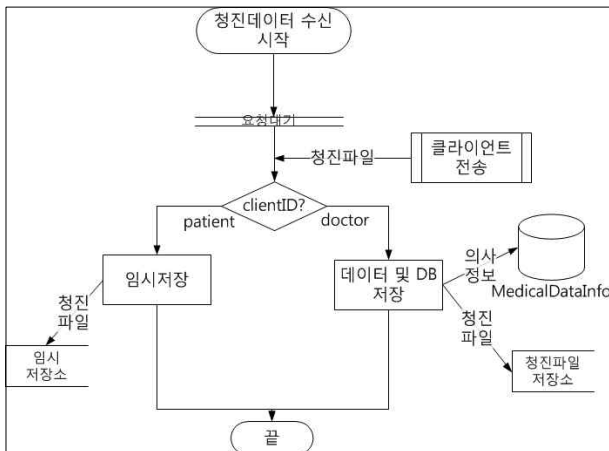 청진데이터 수신
시작
요청대기
청진파일
클라이언트
전송
clientID?
patient
doctor
임시저장
데이터 및 DB
저장
의사
정보
MedicalDataInfo
청진
파일
청진
파일
임시
저장소
청진파일
저장소
끝